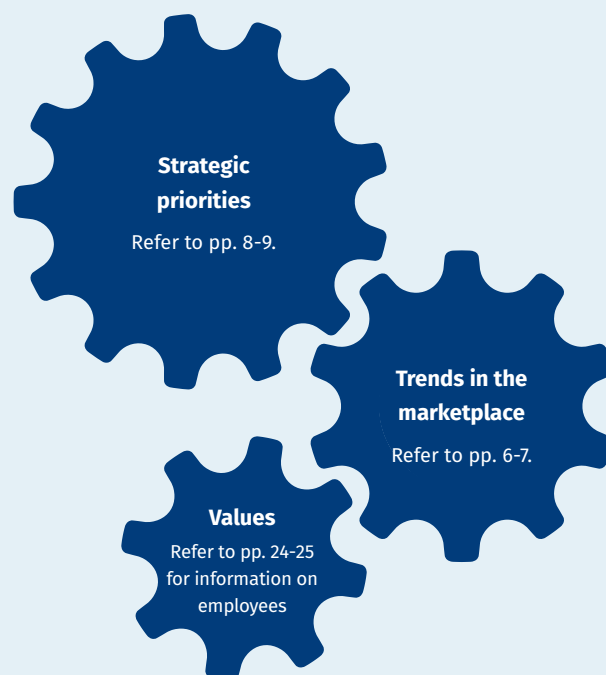 Strategic
priorities
Refer to pp. 8-9.
Trends in the
marketplace
Refer to pp. 6-7.
Values
Refer to pp. 24-25
for information on
employees